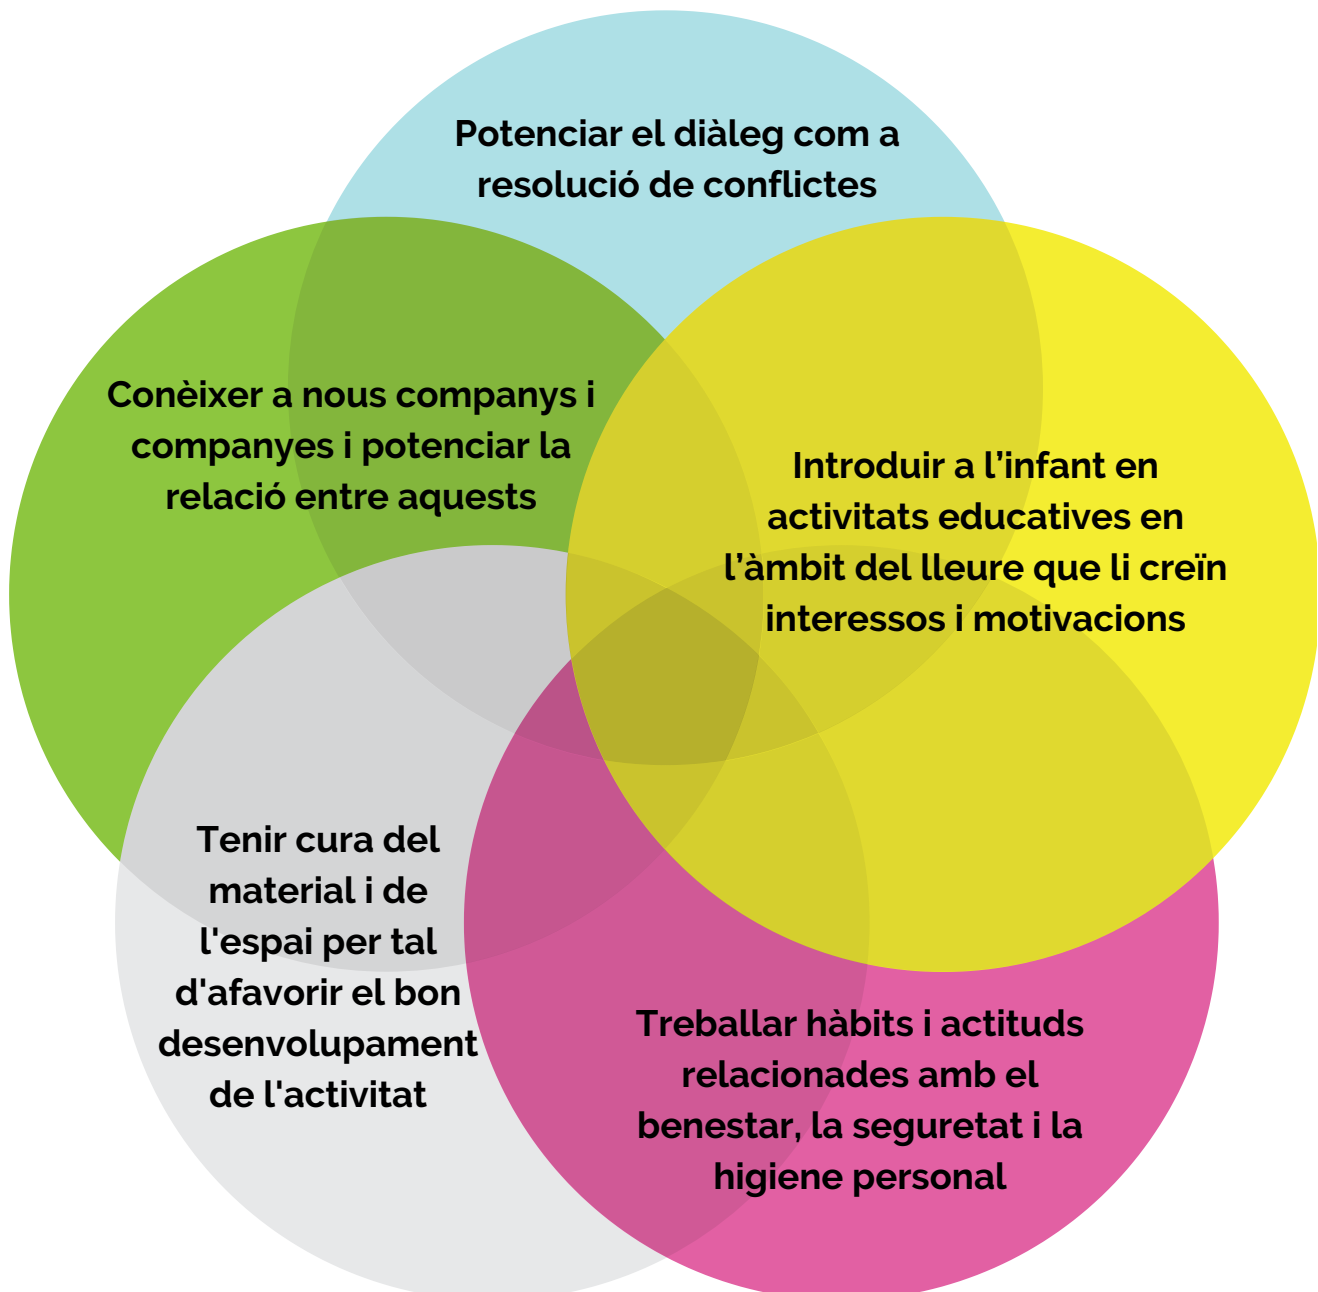 Potenciar el diàleg com a
resolució de conflictes
Conèixer a nous companys i
companyes i potenciar la
relació entre aquests
Introduir a l’infant en
activitats educatives en
l’àmbit del lleure que li creïn
interessos i motivacions
Tenir cura del
material i de
l'espai per tal
d'afavorir el bon
desenvolupament
de l'activitat
Treballar hàbits i actituds
relacionades amb el
benestar, la seguretat i la
higiene personal